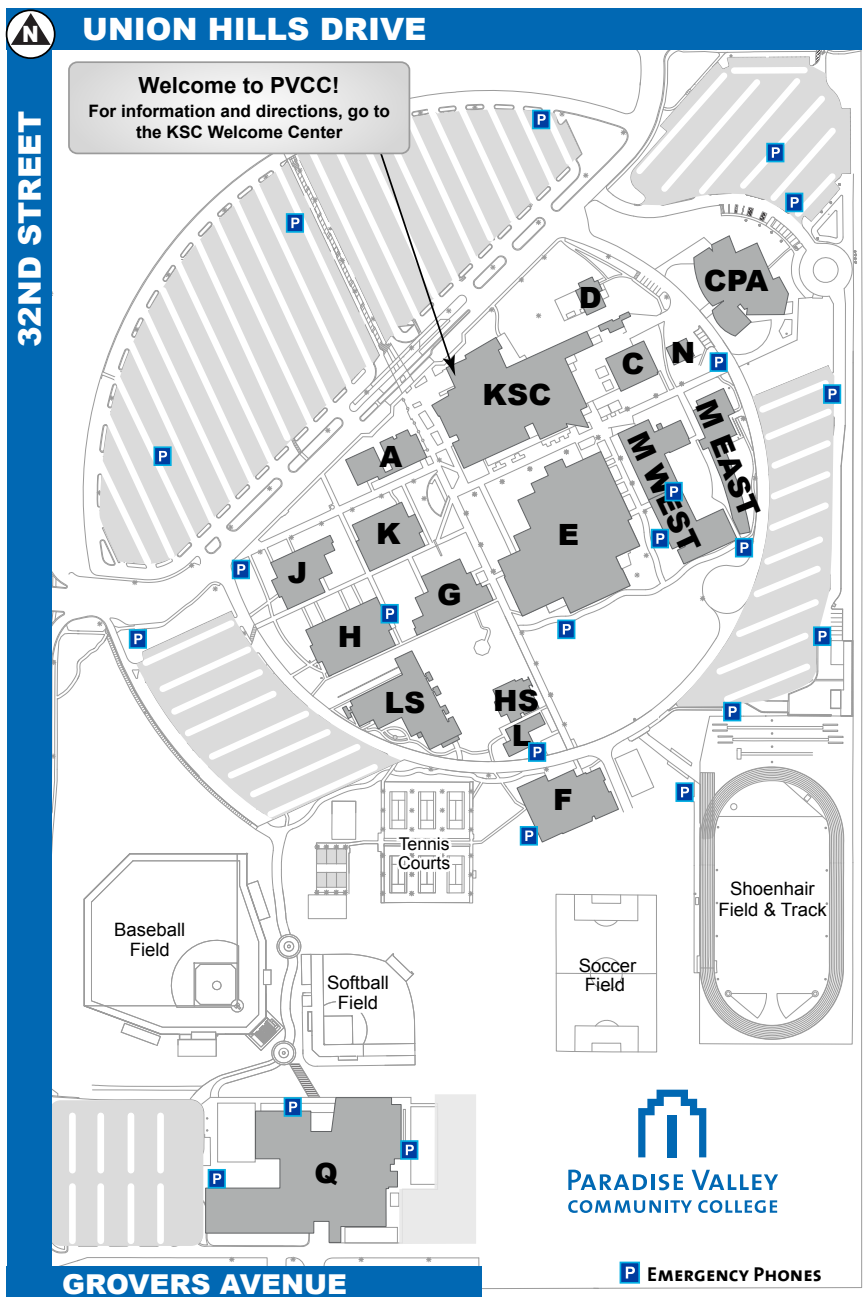 N
UNION HILLS DRIVE
32ND STREET
Welcome to PVCC!
For information and directions, go to
the KSC Welcome Center
P
P
P
P
CPA
D
N
C
KSC
P
P
M EAST
M WEST
P
A
P
K
E
P
P
J
P
G
P
H
P
P
P
LS
HS
L
P
P
F
P
P
Tennis
Courts
Shoenhair
Field & Track
Baseball
Field
Soccer
Field
Softball
Field
P
P
Q
P
PARADISE VALLEY
COMMUNITY COLLEGE
P EMERGENCY PHONES
GROVERS AVENUE